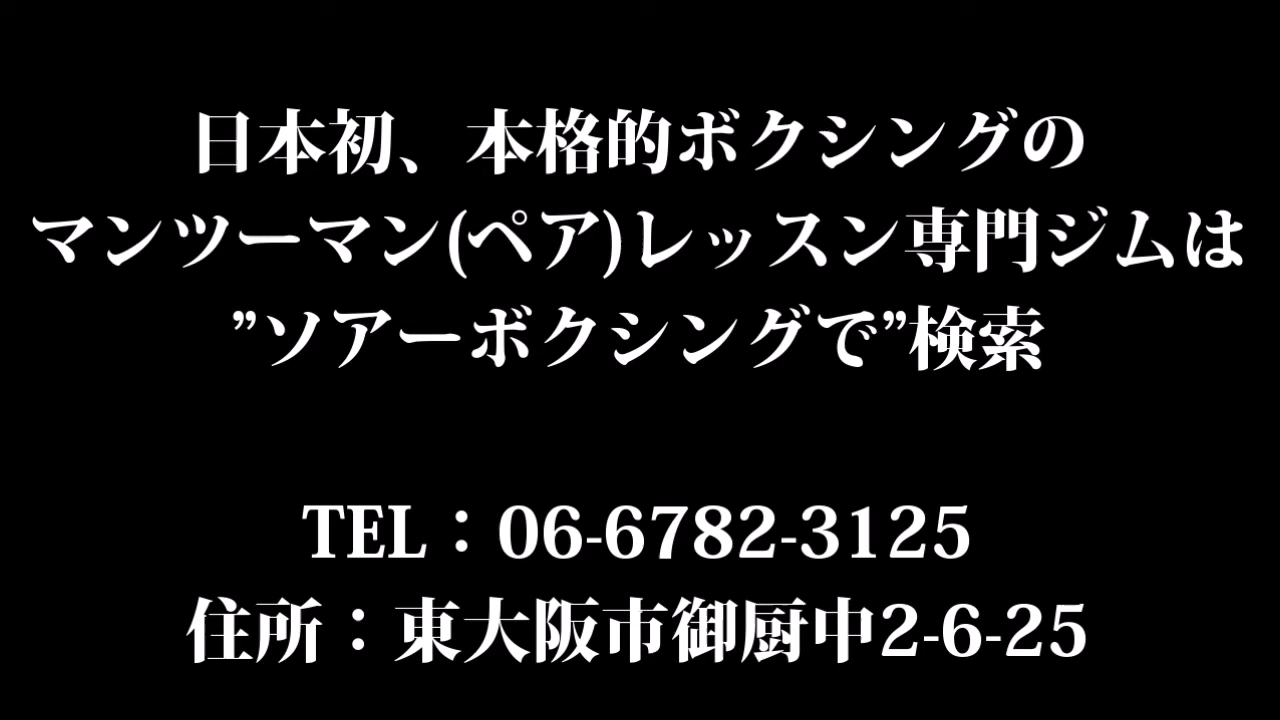 日本初、本格的ボクシングの
マンツーマン(ペア)レッスン専門ジムは
”ソアーボクシングで”検索
TEL：06-6782-3125
住所：東大阪市御厨中2-6-25